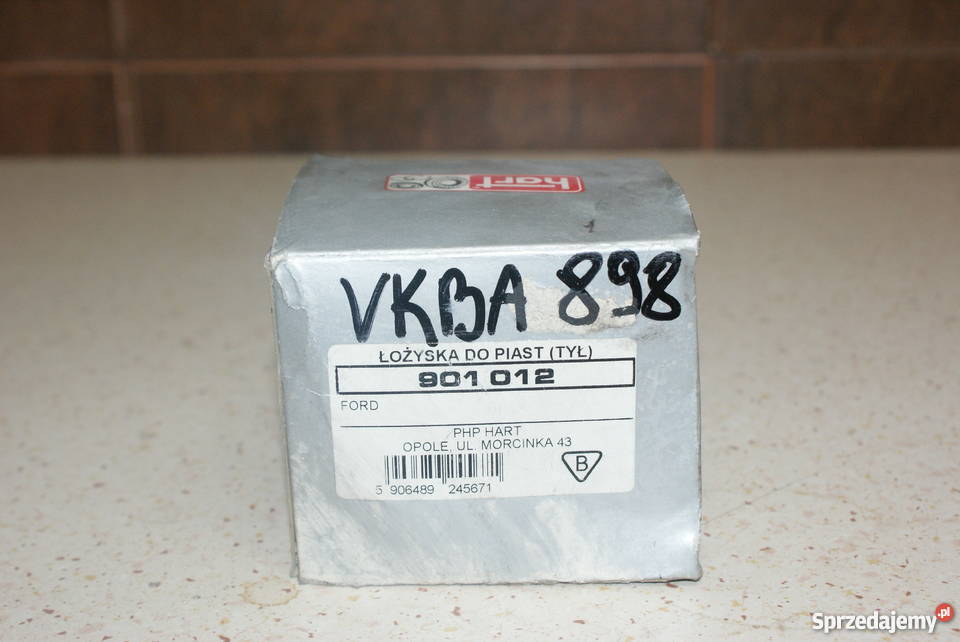 hart
VKBA 898
ŁOŻYSKA DO PIAST (TYŁ)
901 012
FORD
PHP HART
OPOLE, UL. MORCINKA 43
B
5 906489 245671
Sprzedajemy.pl